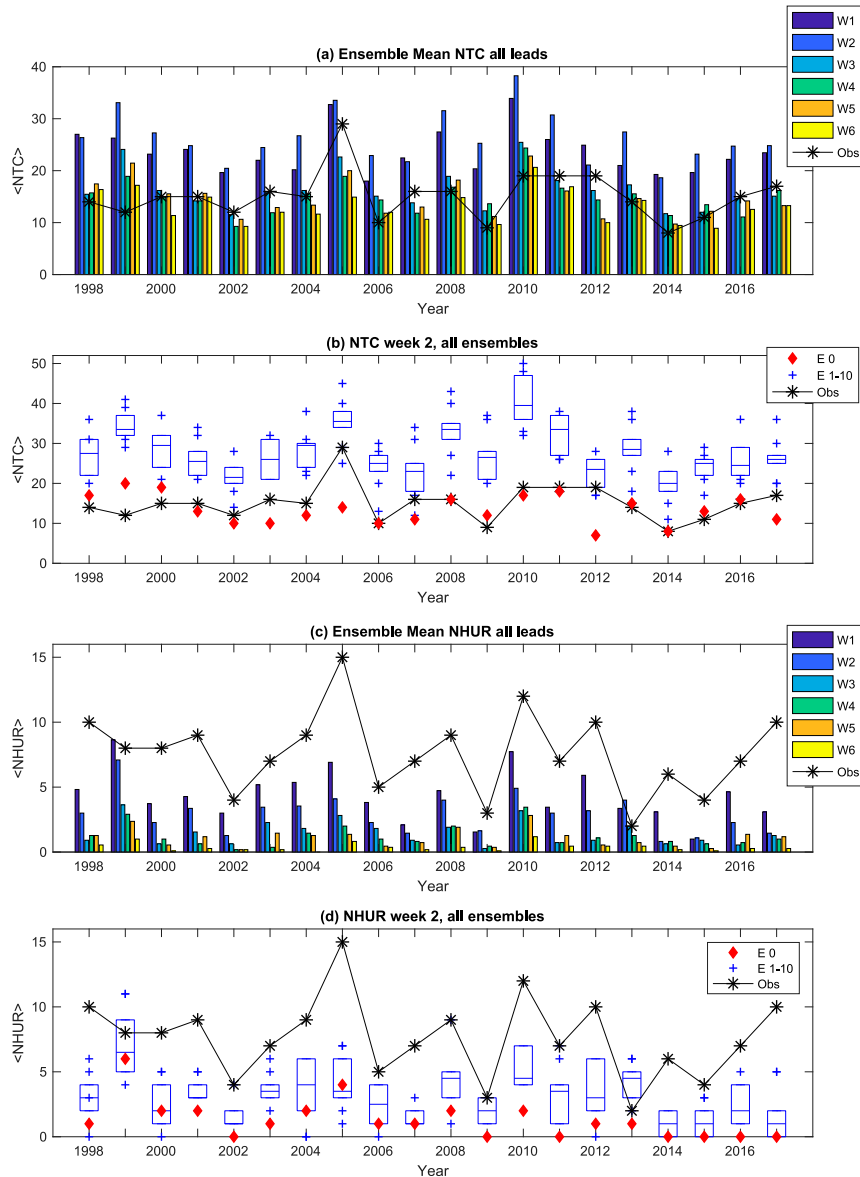 (a) Ensemble Mean NTC all leads
W1
W2
W3
W4
W5
W6
Obs
<NTC>
40
30
20
10
0
1998 2000 2002 2004 2006 2008 2010 2012 2014 2016
Year
(b) NTC week 2, all ensembles
E 0
E 1-10
Obs
<NTC>
50
40
30
20
10
0
1998 2000 2002 2004 2006 2008 2010 2012 2014 2016
Year
(c) Ensemble Mean NHUR all leads
W1
W2
W3
W4
W5
W6
Obs
<NHUR>
15
10
5
0
1998 2000 2002 2004 2006 2008 2010 2012 2014 2016
Year
(d) NHUR week 2, all ensembles
E 0
E 1-10
Obs
<NHUR>
15
10
5
0
1998 2000 2002 2004 2006 2008 2010 2012 2014 2016
Year